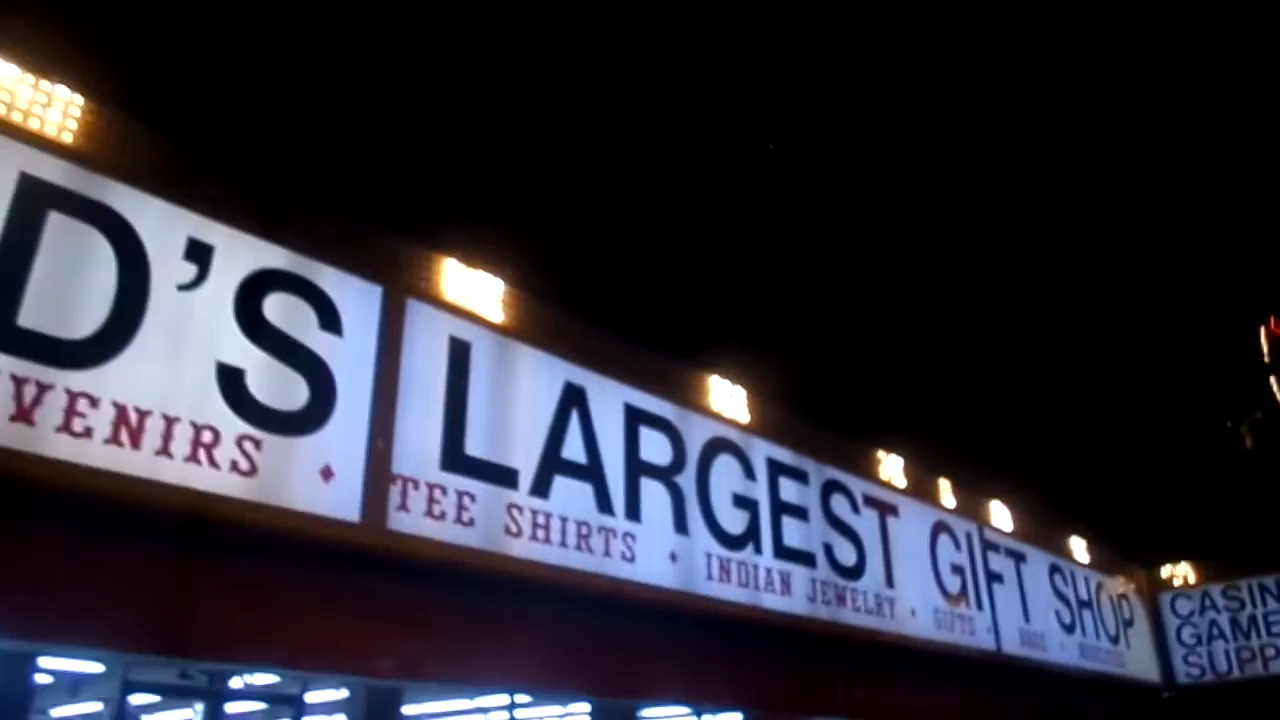 D'S LARGEST GIFT SHOP
VENIRS • TEE SHIRTS • INDIAN JEWELRY • GIFTS •
CASIN
GAME
SUPP